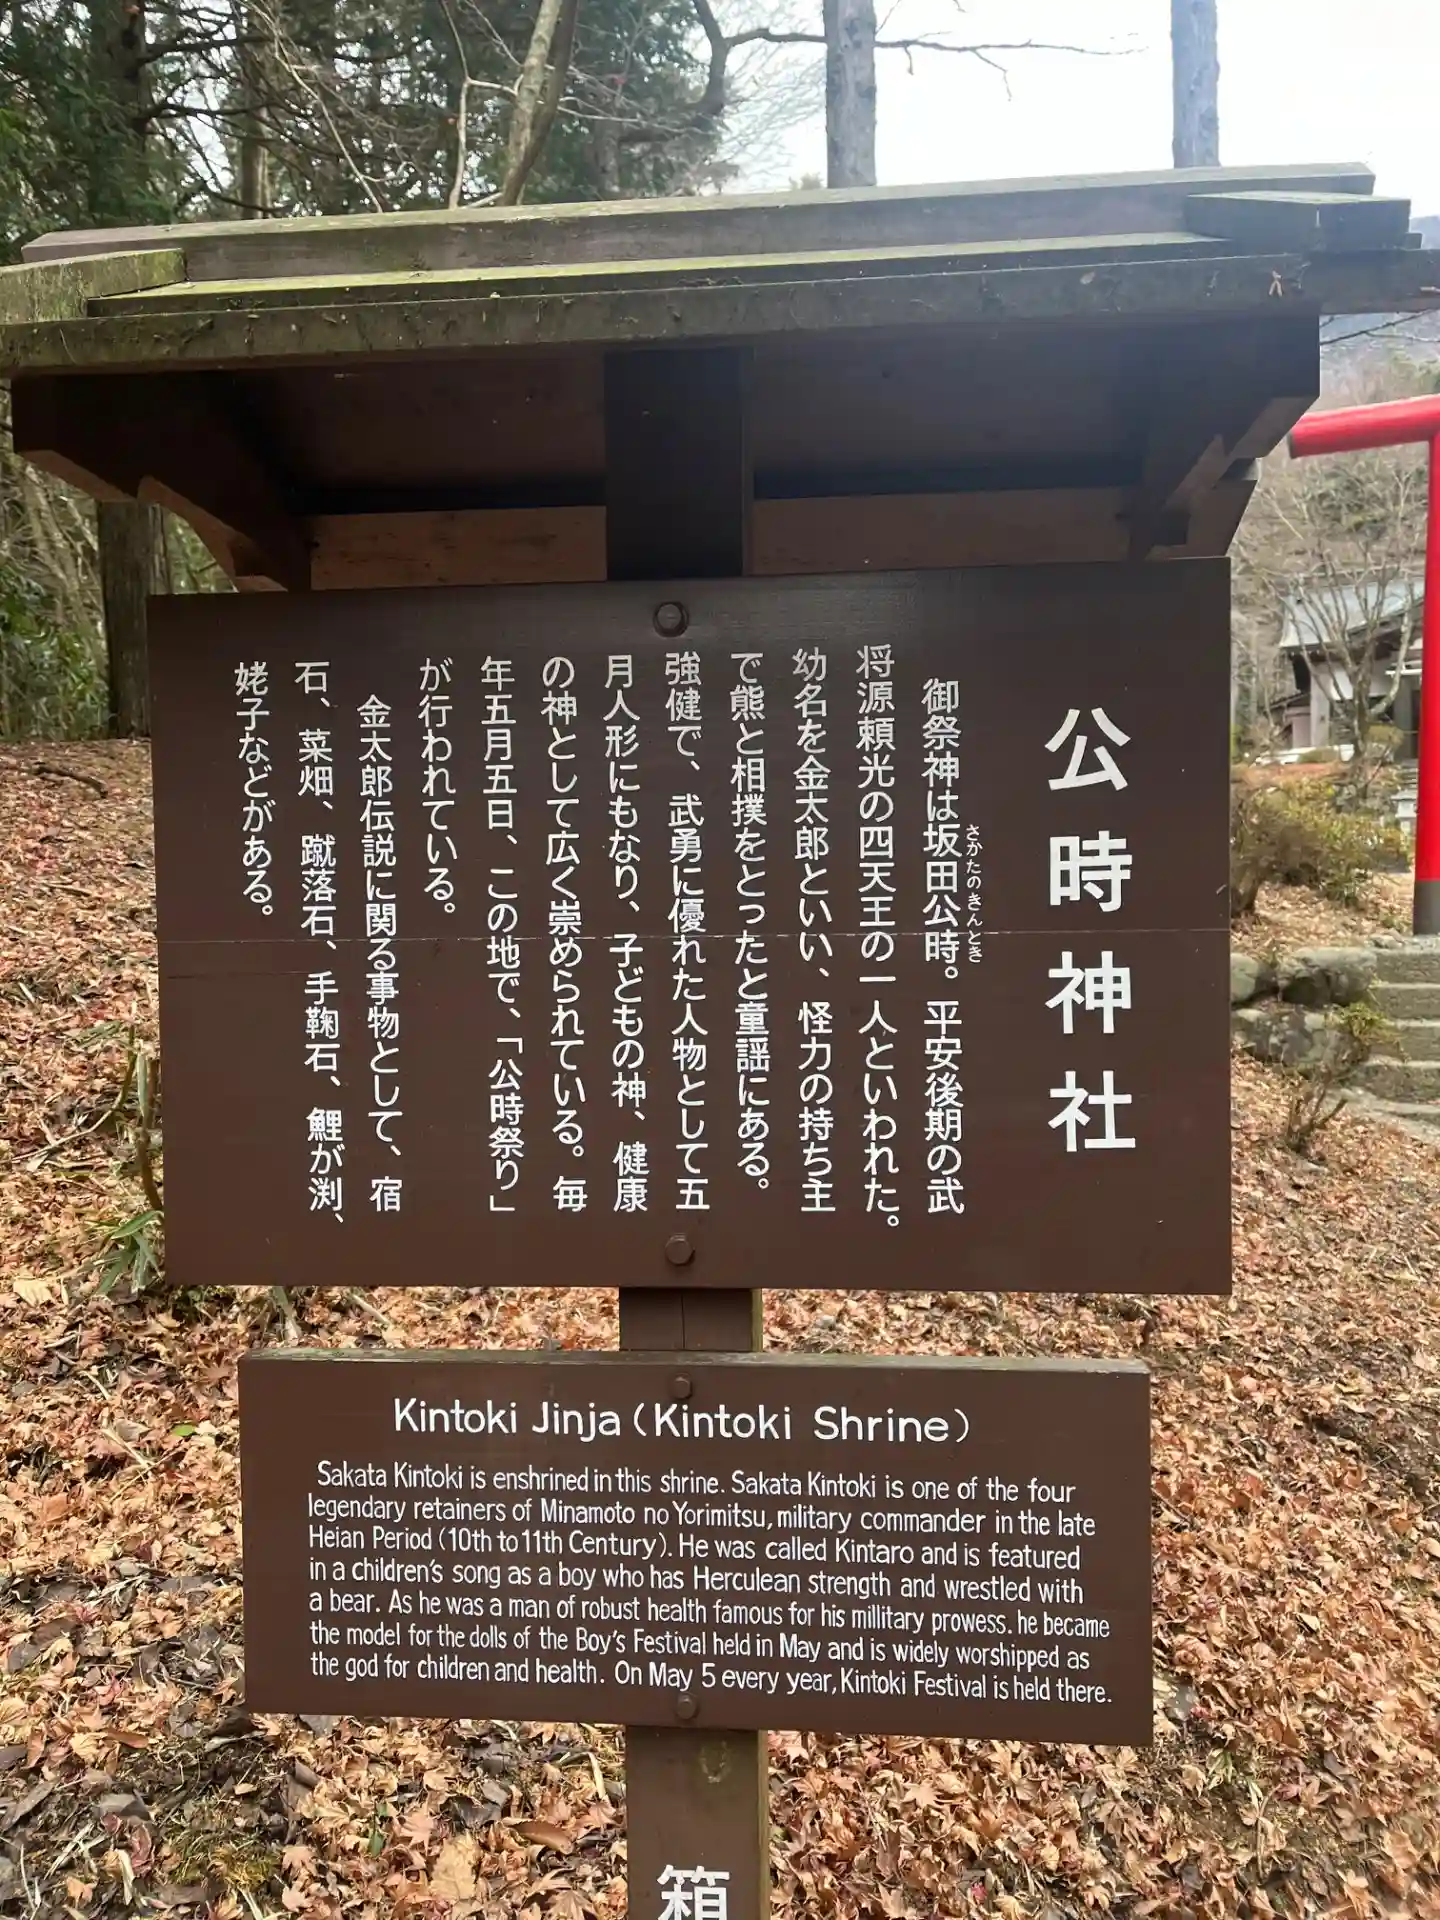 公時神社
さかたのきんとき
御祭神は坂田公時。平安後期の武
将源頼光の四天王の一人といわれた。
幼名を金太郎といい、怪力の持ち主
で熊と相撲をとったと童謡にある。
強健で、武勇に優れた人物として五
月人形にもなり、子どもの神、健康
の神として広く崇められている。毎
年五月五日、この地で、「公時祭り」
が行われている。
金太郎伝説に関る事物として、宿
石、菜畑、蹴落石、手鞠石、鯉が渕、
姥子などがある。
Kintoki Jinja (Kintoki Shrine)
Sakata Kintoki is enshrined in this shrine. Sakata Kintoki is one of the four
legendary retainers of Minamoto no Yorimitsu, military commander in the late
Heian Period (10th to 11th Century). He was called Kintaro and is featured
in a children's song as a boy who has Herculean strength and wrestled with
a bear. As he was a man of robust health famous for his millitary prowess. he became
the model for the dolls of the Boy's Festival held in May and is widely worshipped as
the god for children and health. On May 5 every year, Kintoki Festival is held there.
箱